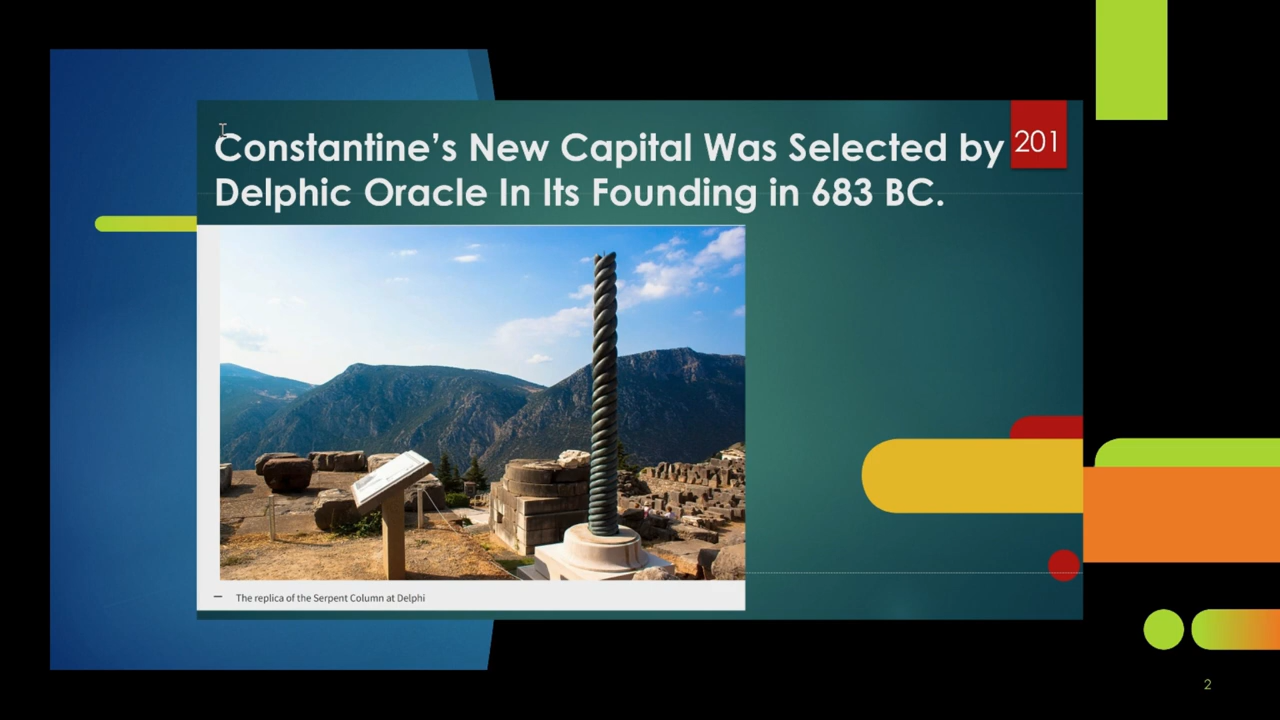 Constantine’s New Capital Was Selected by
Delphic Oracle In Its Founding in 683 BC.
201
– The replica of the Serpent Column at Delphi
2